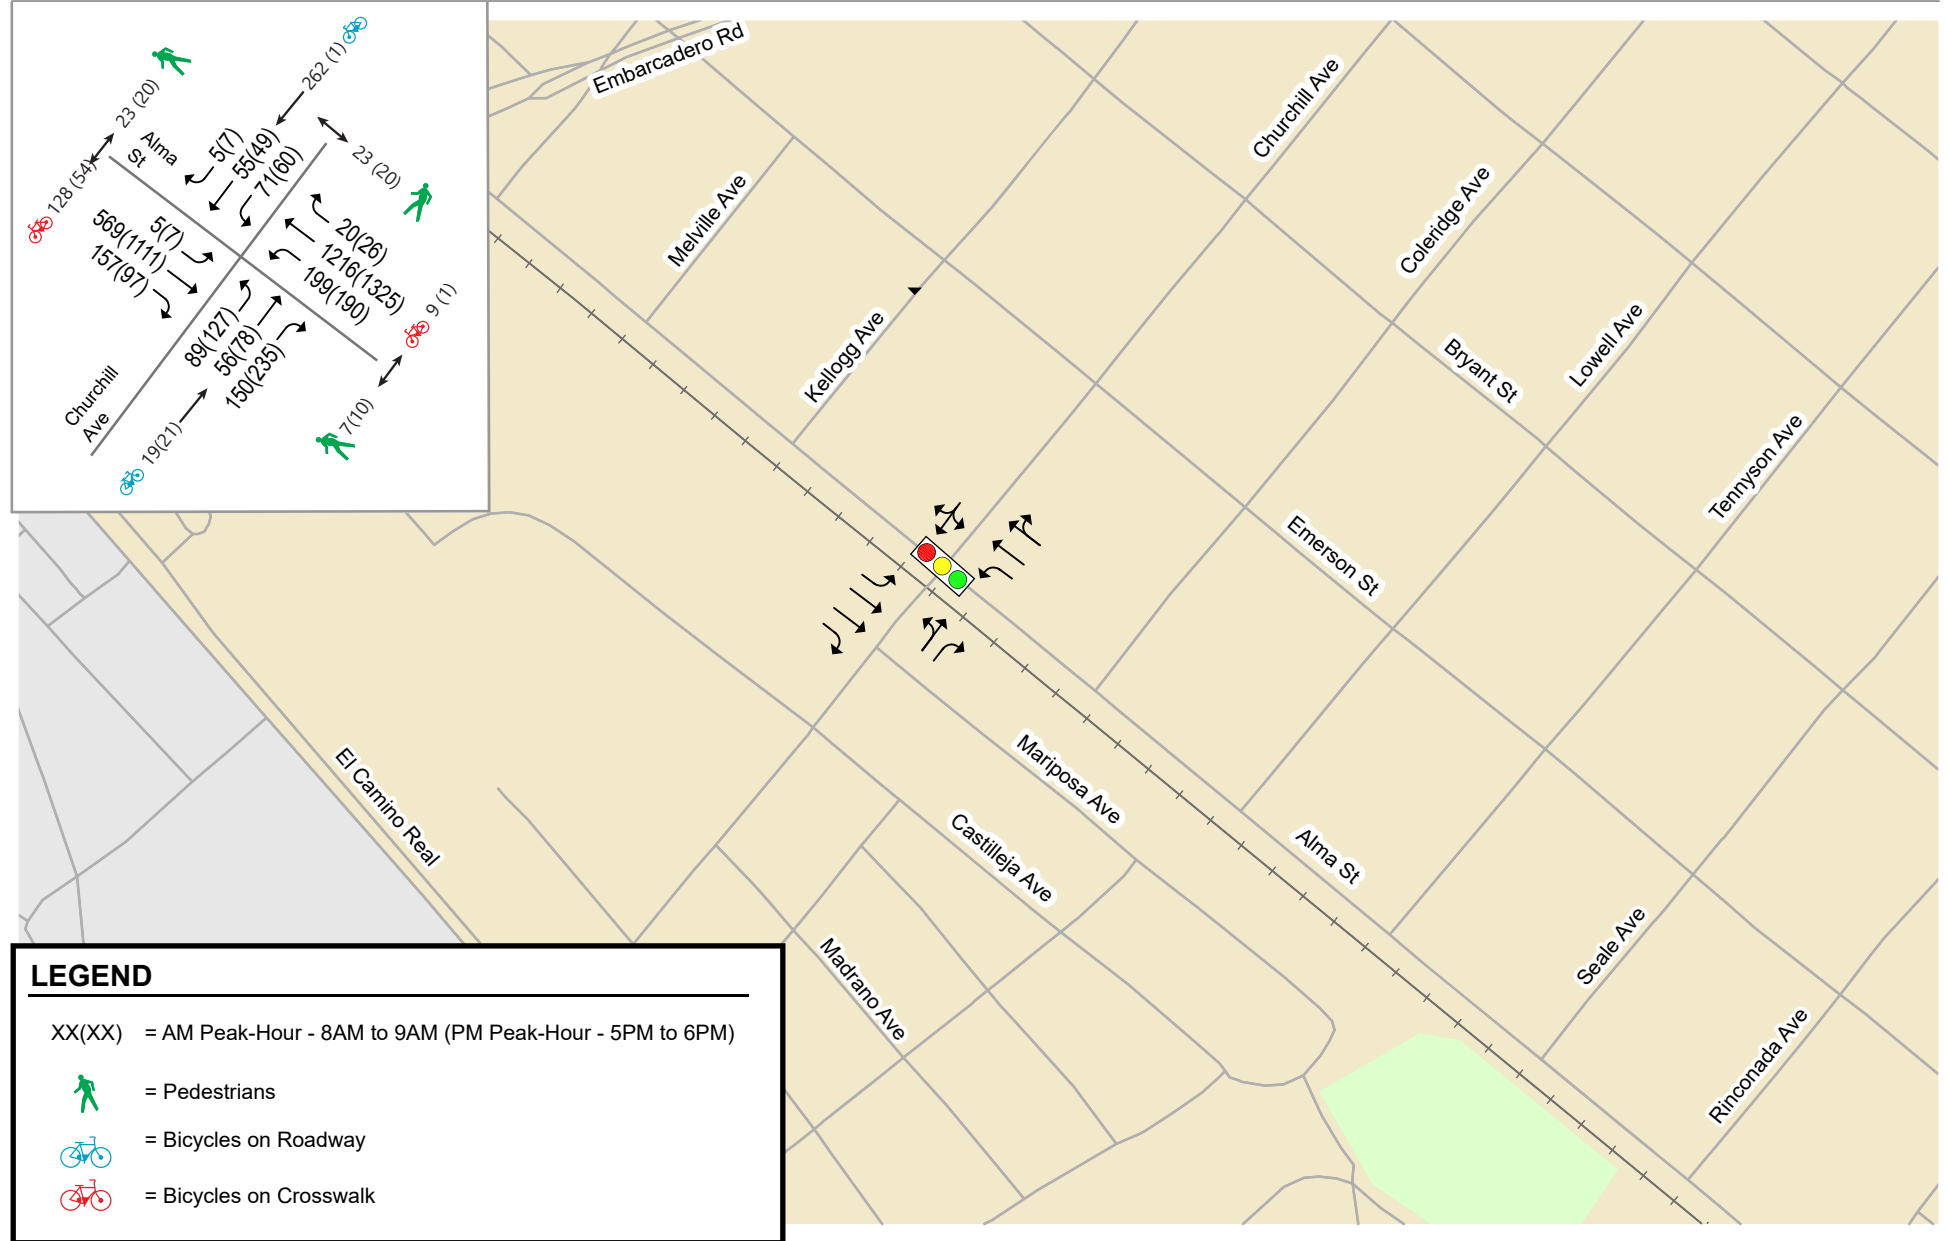 262 (1)
23 (20)
Alma
St
5(7)
55(49)
71(60)
23 (20)
128 (54)
5(7)
569(1111)
157(97)
20(26)
1216(1325)
199(190)
9 (1)
89(127)
56(78)
150(235)
Churchill
Ave
19(21)
7(10)
Embarcadero Rd
Churchill Ave
Melville Ave
Coleridge Ave
Kellogg Ave
Bryant St
Lowell Ave
Tennyson Ave
Emerson St
El Camino Real
Mariposa Ave
Castilleja Ave
Alma St
Madrano Ave
Seale Ave
Rinconada Ave
LEGEND
XX(XX) = AM Peak-Hour - 8AM to 9AM (PM Peak-Hour - 5PM to 6PM)
= Pedestrians
= Bicycles on Roadway
= Bicycles on Crosswalk